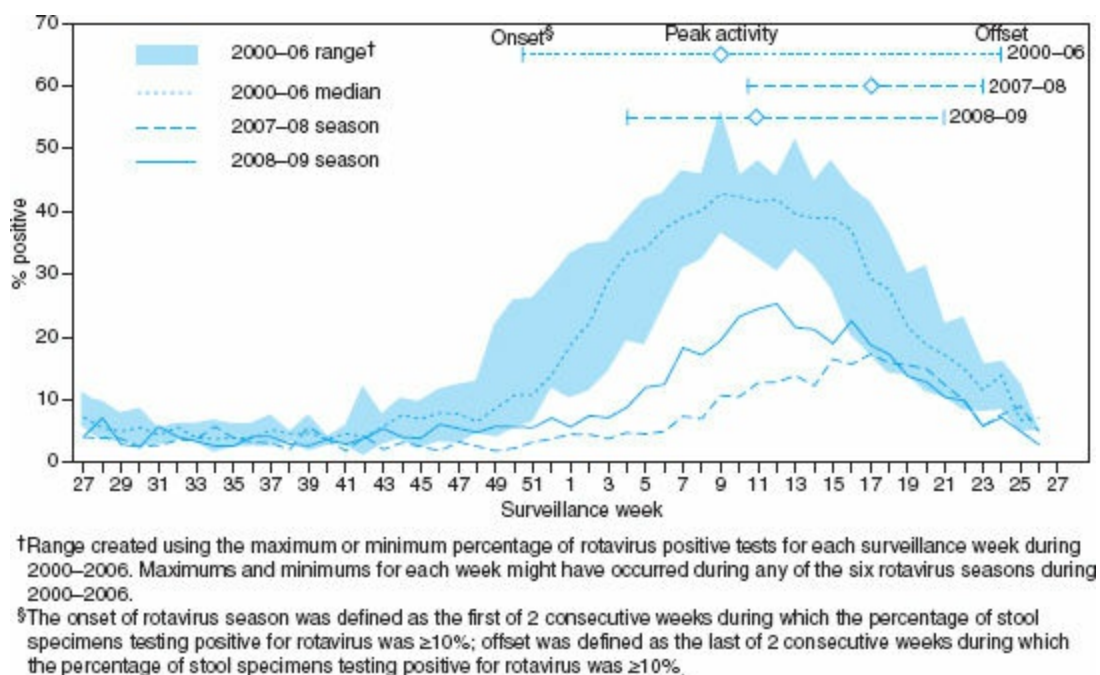 70
Onset§ Peak activity Offset
2000–06 range†
2000–06
60
2000–06 median
2007–08
2007–08 season
2008–09
50
2008–09 season
40
% positive
30
20
10
0
27 29 31 33 35 37 39 41 43 45 47 49 51 1 3 5 7 9 11 13 15 17 19 21 23 25 27
Surveillance week
†Range created using the maximum or minimum percentage of rotavirus positive tests for each surveillance week during
2000–2006. Maximums and minimums for each week might have occurred during any of the six rotavirus seasons during
2000–2006.
§The onset of rotavirus season was defined as the first of 2 consecutive weeks during which the percentage of stool
specimens testing positive for rotavirus was ≥10%; offset was defined as the last of 2 consecutive weeks during which
the percentage of stool specimens testing positive for rotavirus was ≥10%.